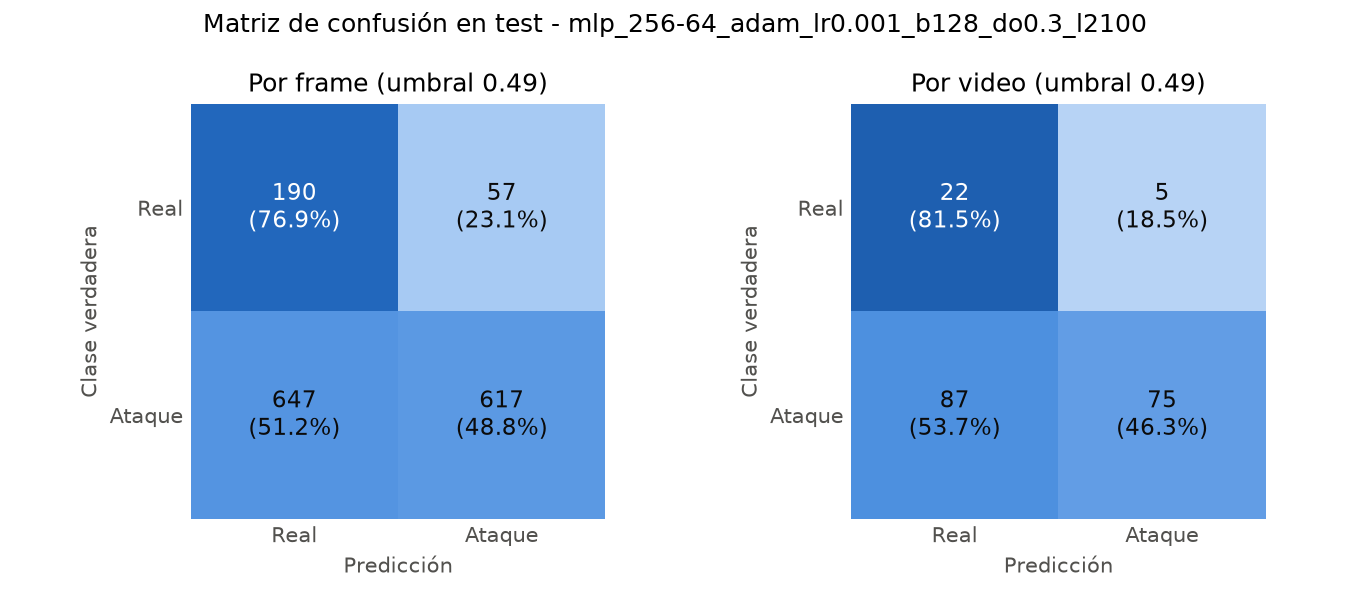 Matriz de confusión en test - mlp_256-64_adam_lr0.001_b128_do0.3_l2100
Por frame (umbral 0.49)
Clase verdadera
Real
190
(76.9%)
57
(23.1%)
Ataque
647
(51.2%)
617
(48.8%)
Real
Ataque
Predicción
Por video (umbral 0.49)
Clase verdadera
Real
22
(81.5%)
5
(18.5%)
Ataque
87
(53.7%)
75
(46.3%)
Real
Ataque
Predicción